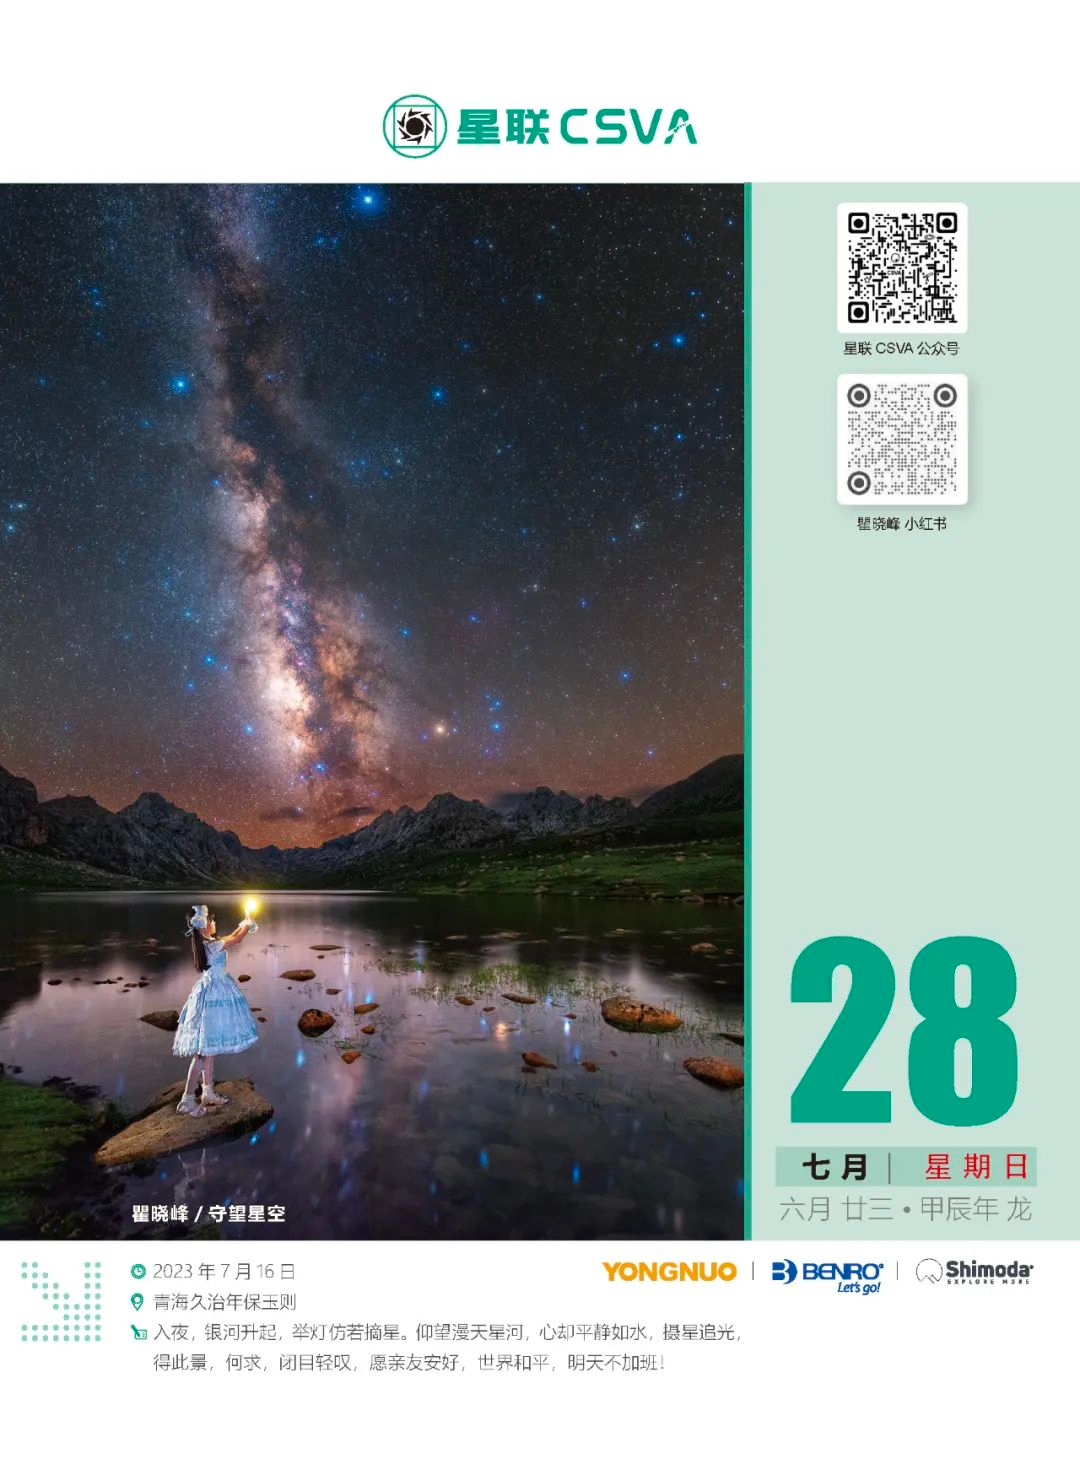 星联CSVA
星联 CSVA 公众号
瞿晓峰 小红书
28
七月 | 星期日
六月 廿三·甲辰年 龙
瞿晓峰 / 守望星空
2023 年 7 月 16 日
青海久治年保玉则
入夜，银河升起，举灯仿若摘星。仰望漫天星河，心却平静如水，摄星追光，
得此景，何求，闭目轻叹，愿亲友安好，世界和平，明天不加班！
YONGNUO | BENRO Let's go! | Shimoda EXPLORE MORE